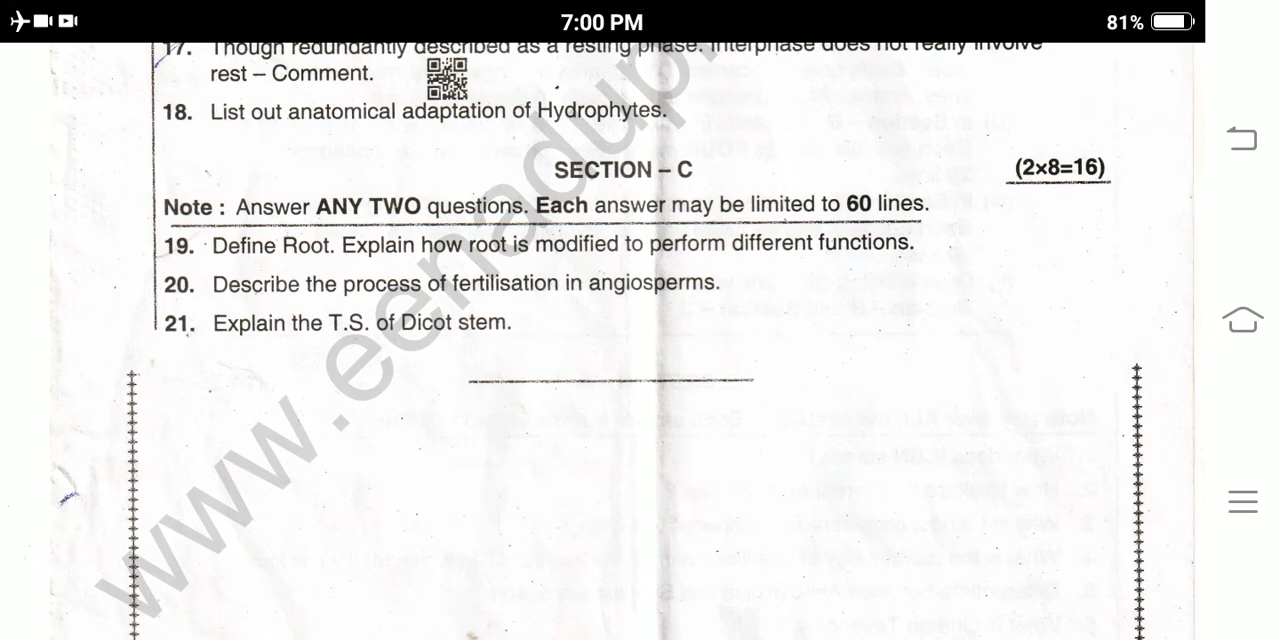 7:00 PM
81%
17. Though redundantly described as a resting phase. Interphase does not really involve
rest – Comment.
18. List out anatomical adaptation of Hydrophytes.
SECTION – C
(2×8=16)
Note : Answer ANY TWO questions. Each answer may be limited to 60 lines.
19. Define Root. Explain how root is modified to perform different functions.
20. Describe the process of fertilisation in angiosperms.
21. Explain the T.S. of Dicot stem.
www.eenadup